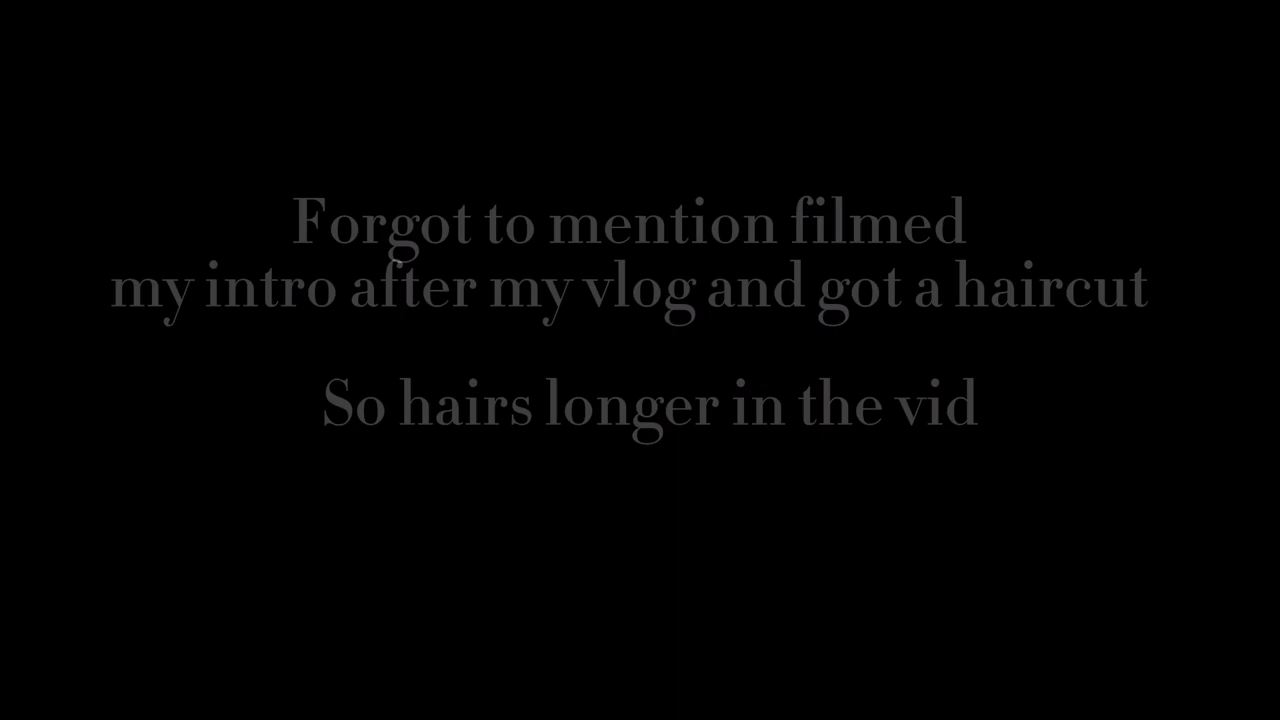 Forgot to mention filmed
my intro after my vlog and got a haircut
So hairs longer in the vid